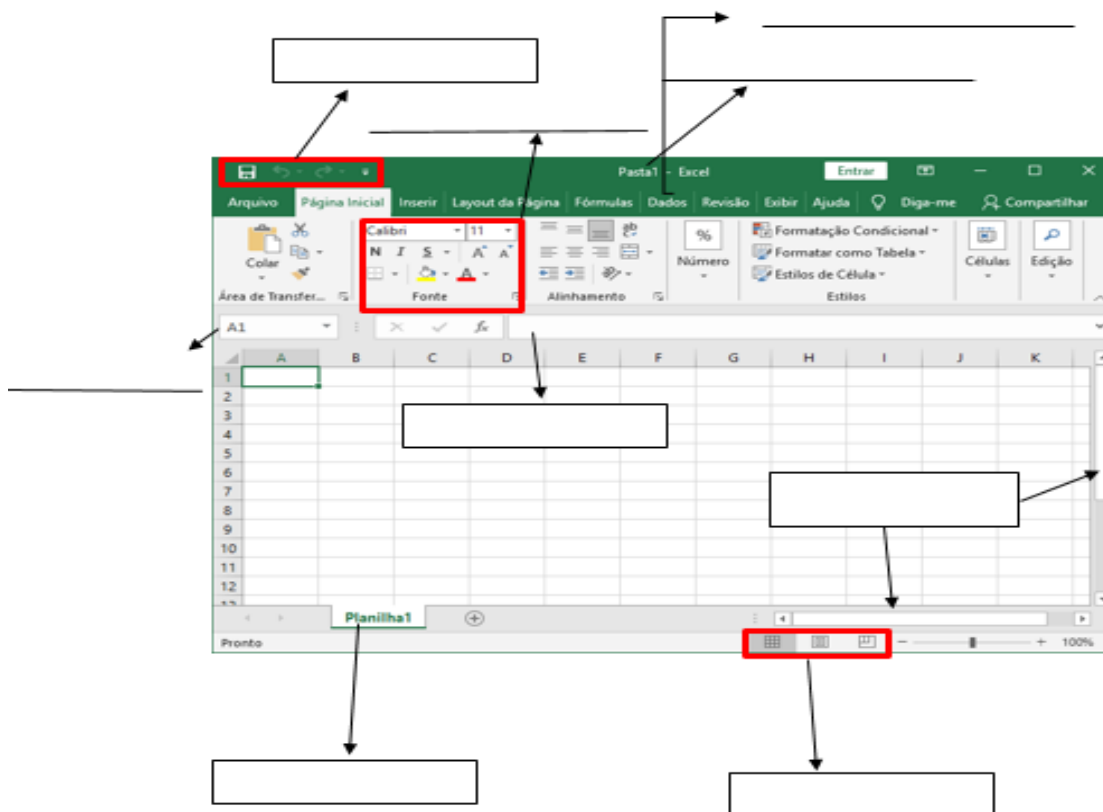 Pasta1 - Excel Entrar
Arquivo Página Inicial Inserir Layout da Página Fórmulas Dados Revisão Exibir Ajuda Diga-me Compartilhar
Colar
Calibri 11
N I S A A
ab
%
Número
Formatação Condicional
Formatar como Tabela
Estilos de Célula
Células
Edição
Área de Transfer... Fonte Alinhamento Estilos
A1 fx
A B C D E F G H I J K
1
2
3
4
5
6
7
8
9
10
11
12
13
Planilha1
Pronto 100%